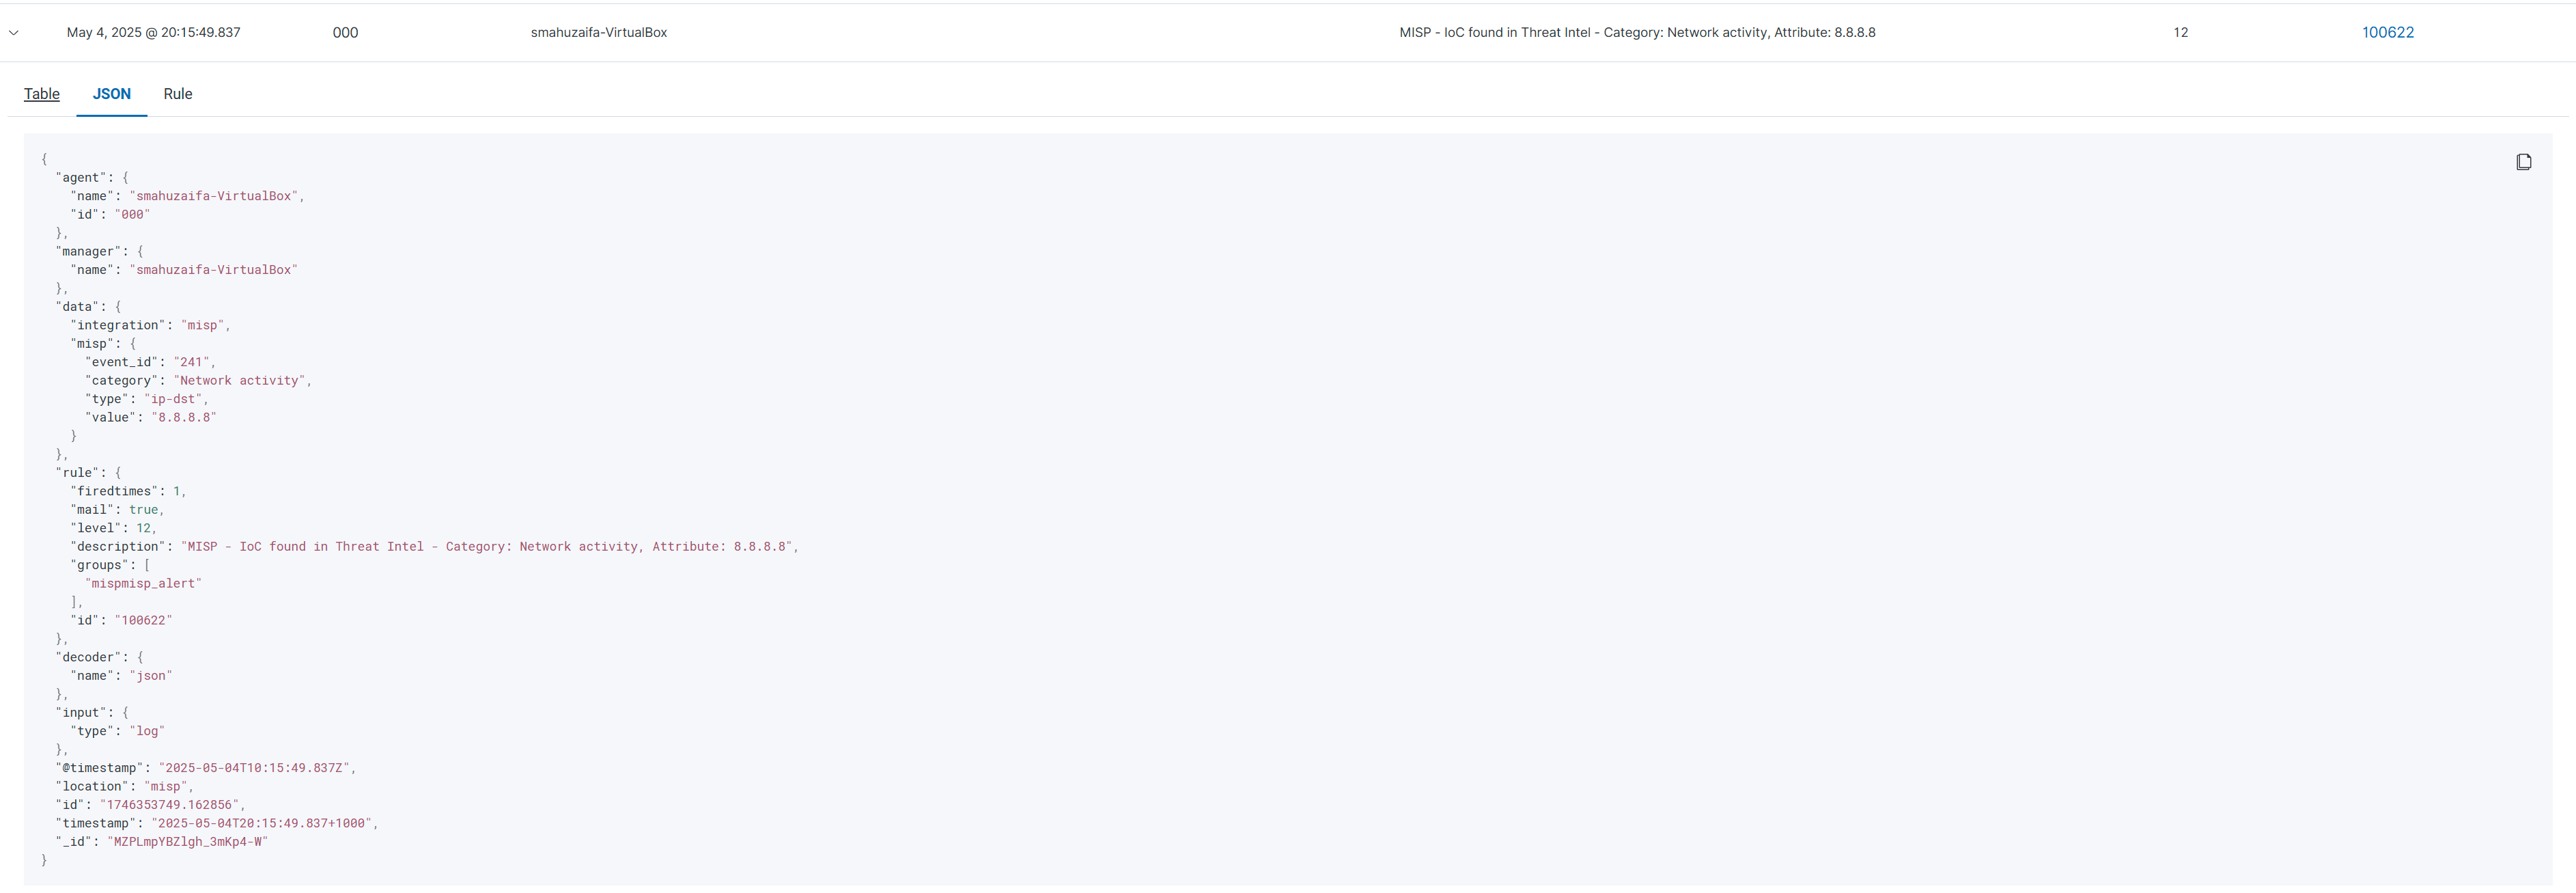 May 4, 2025 @ 20:15:49.837 000 smahuzaifa-VirtualBox MISP - IoC found in Threat Intel - Category: Network activity, Attribute: 8.8.8.8 12 100622
Table JSON Rule
{
"agent": {
"name": "smahuzaifa-VirtualBox",
"id": "000"
},
"manager": {
"name": "smahuzaifa-VirtualBox"
},
"data": {
"integration": "misp",
"misp": {
"event_id": "241",
"category": "Network activity",
"type": "ip-dst",
"value": "8.8.8.8"
}
},
"rule": {
"firedtimes": 1,
"mail": true,
"level": 12,
"description": "MISP - IoC found in Threat Intel - Category: Network activity, Attribute: 8.8.8.8",
"groups": [
"mispmisp_alert"
],
"id": "100622"
},
"decoder": {
"name": "json"
},
"input": {
"type": "log"
},
"@timestamp": "2025-05-04T10:15:49.837Z",
"location": "misp",
"id": "1746353749.162856",
"timestamp": "2025-05-04T20:15:49.837+1000",
"_id": "MZPLmpYBZlgh_3mKp4-W"
}